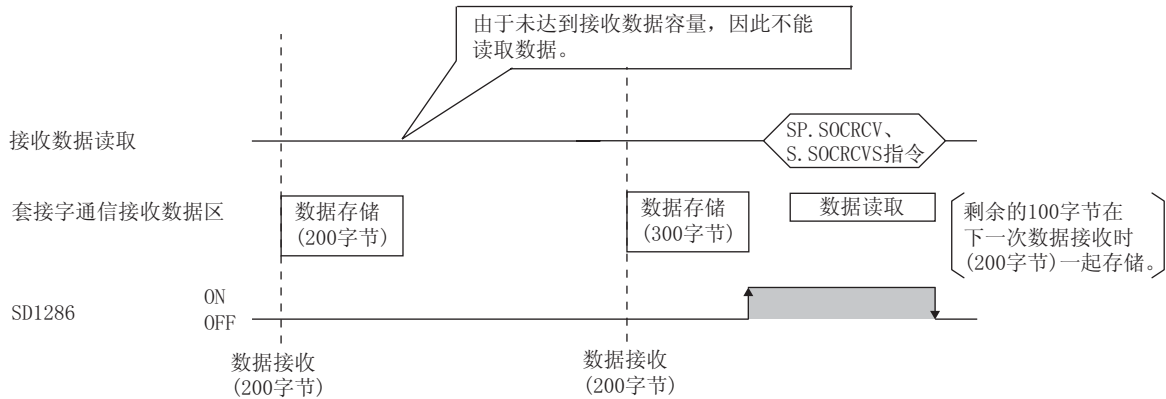 由于未达到接收数据容量，因此不能
读取数据。
接收数据读取
SP.SOCRCV、
S.SOCRCVS指令
套接字通信接收数据区
数据存储
(200字节)
数据存储
(300字节)
数据读取
剩余的100字节在
下一次数据接收时
(200字节)一起存储。
SD1286
ON
OFF
数据接收
(200字节)
数据接收
(200字节)